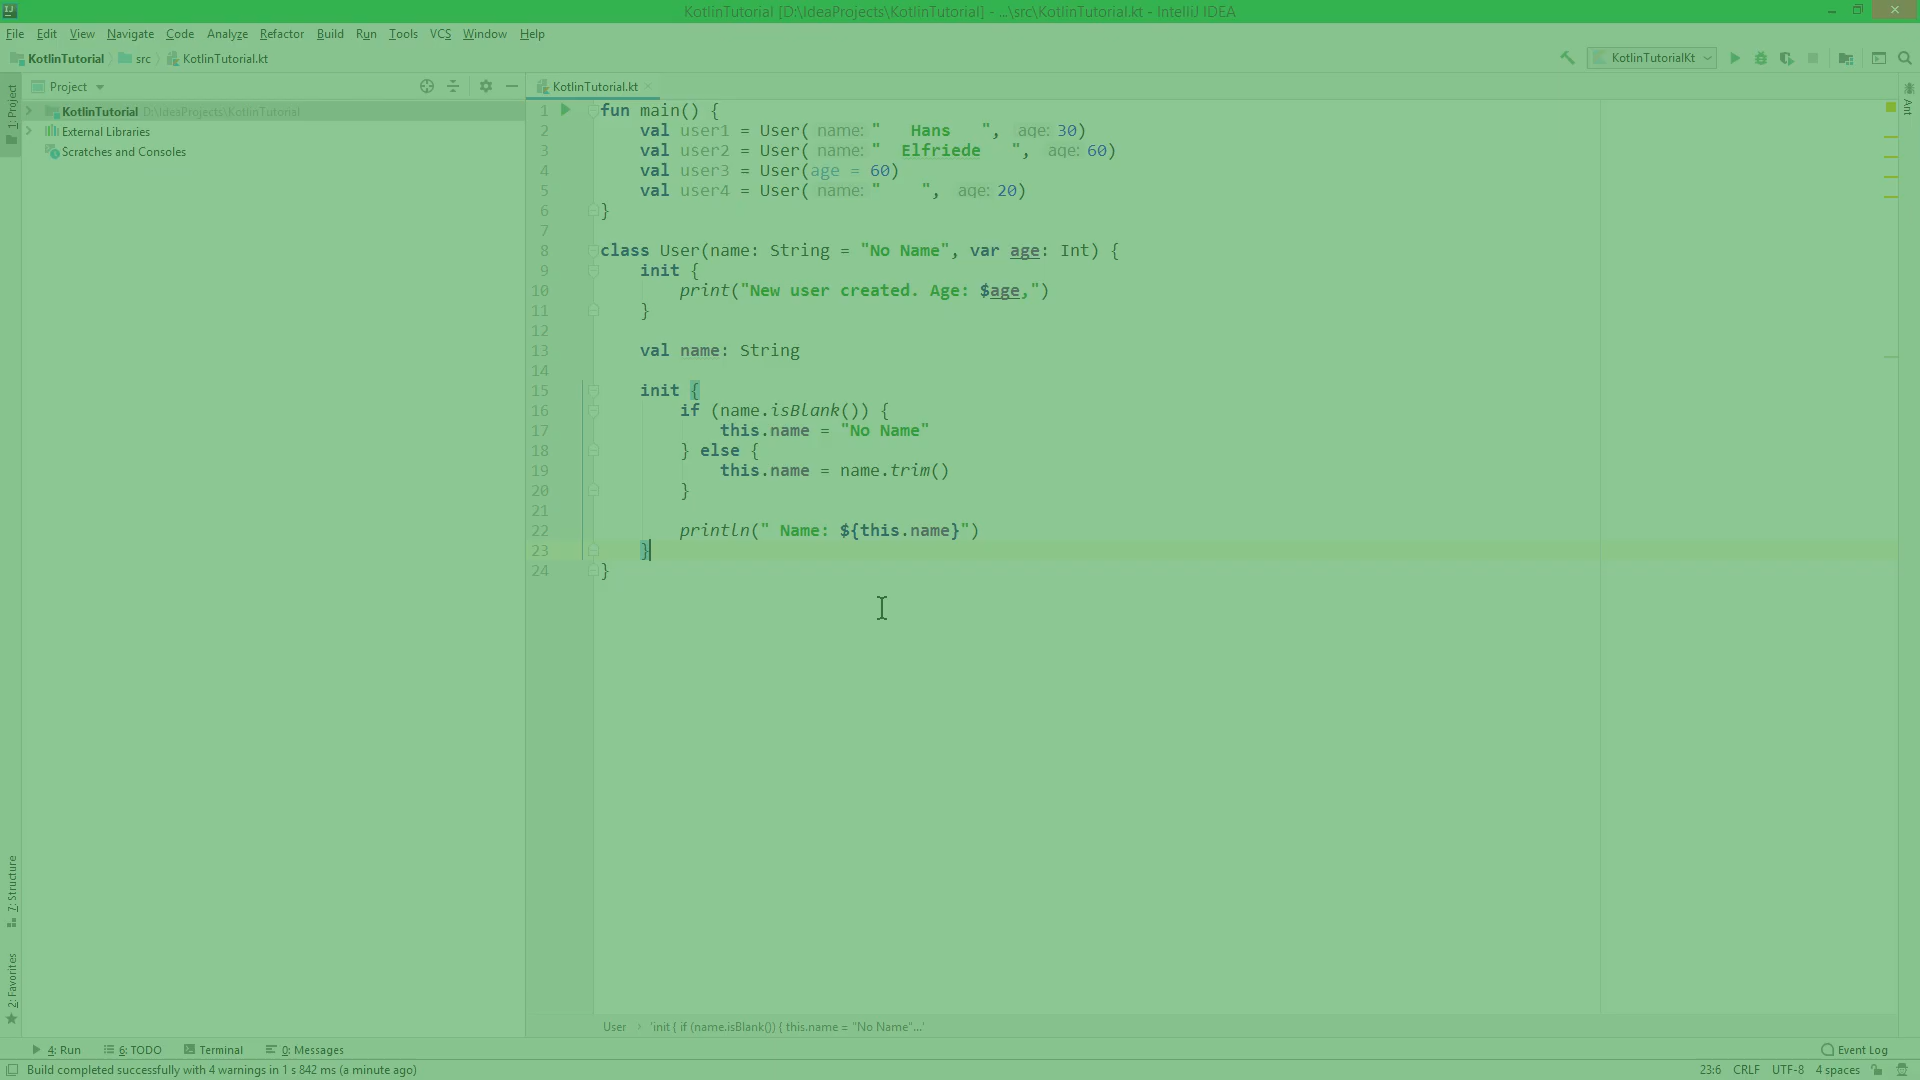 KotlinTutorial [D:\IdeaProjects\KotlinTutorial] - ...\src\KotlinTutorial.kt - IntelliJ IDEA
File Edit View Navigate Code Analyze Refactor Build Run Tools VCS Window Help
KotlinTutorial src KotlinTutorial.kt KotlinTutorialKt
1: Project
Project
KotlinTutorial D:\IdeaProjects\KotlinTutorial
External Libraries
Scratches and Consoles
KotlinTutorial.kt
Ant
1 fun main() {
2     val user1 = User( name: "   Hans   ",  age: 30)
3     val user2 = User( name: "  Elfriede   ",  age: 60)
4     val user3 = User(age = 60)
5     val user4 = User( name: "    ",  age: 20)
6 }
7
8 class User(name: String = "No Name", var age: Int) {
9     init {
10         print("New user created. Age: $age,")
11     }
12
13     val name: String
14
15     init {
16         if (name.isBlank()) {
17             this.name = "No Name"
18         } else {
19             this.name = name.trim()
20         }
21
22         println(" Name: ${this.name}")
23     }
24 }
7: Structure
2: Favorites
User › 'init { if (name.isBlank()) { this.name = "No Name"...'
4: Run 6: TODO Terminal 0: Messages Event Log
Build completed successfully with 4 warnings in 1 s 842 ms (a minute ago) 23:6 CRLF UTF-8 4 spaces